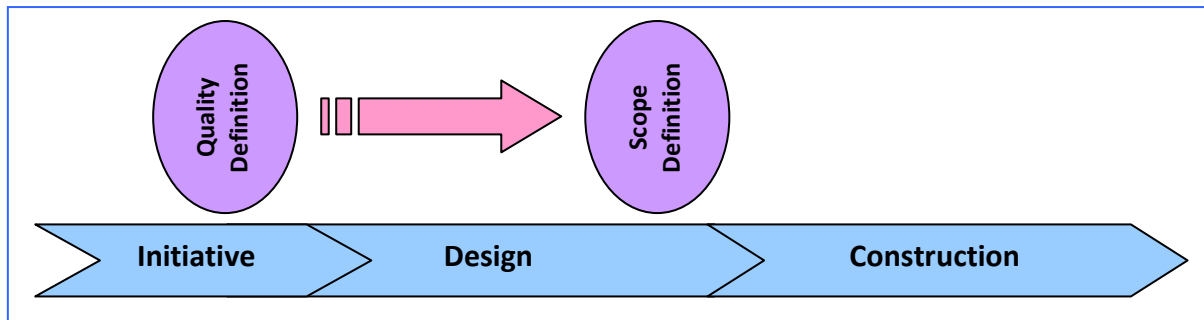 Quality
Definition
Scope
Definition
Initiative
Design
Construction